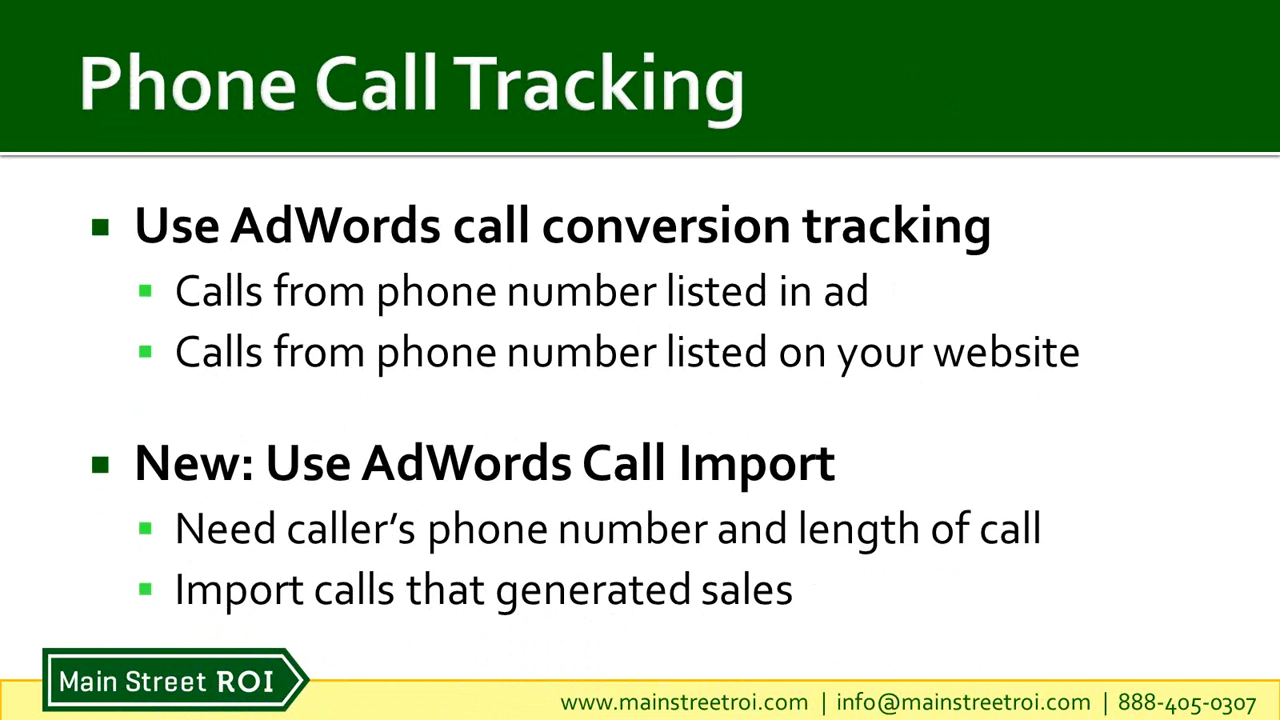 Phone Call Tracking
Use AdWords call conversion tracking
Calls from phone number listed in ad
Calls from phone number listed on your website
New: Use AdWords Call Import
Need caller’s phone number and length of call
Import calls that generated sales
Main Street ROI
www.mainstreetroi.com | info@mainstreetroi.com | 888-405-0307